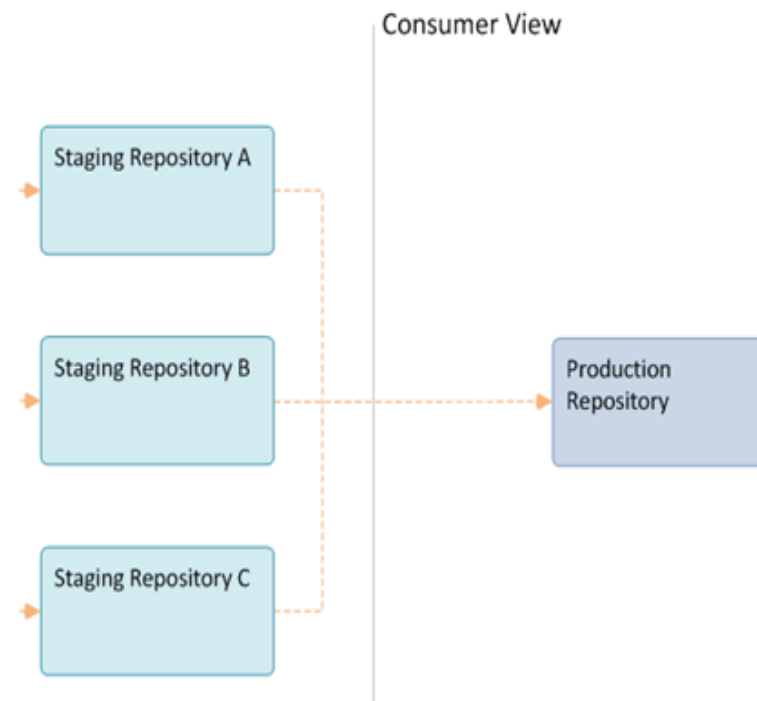 Consumer View
Staging Repository A
Staging Repository B
Production
Repository
Staging Repository C